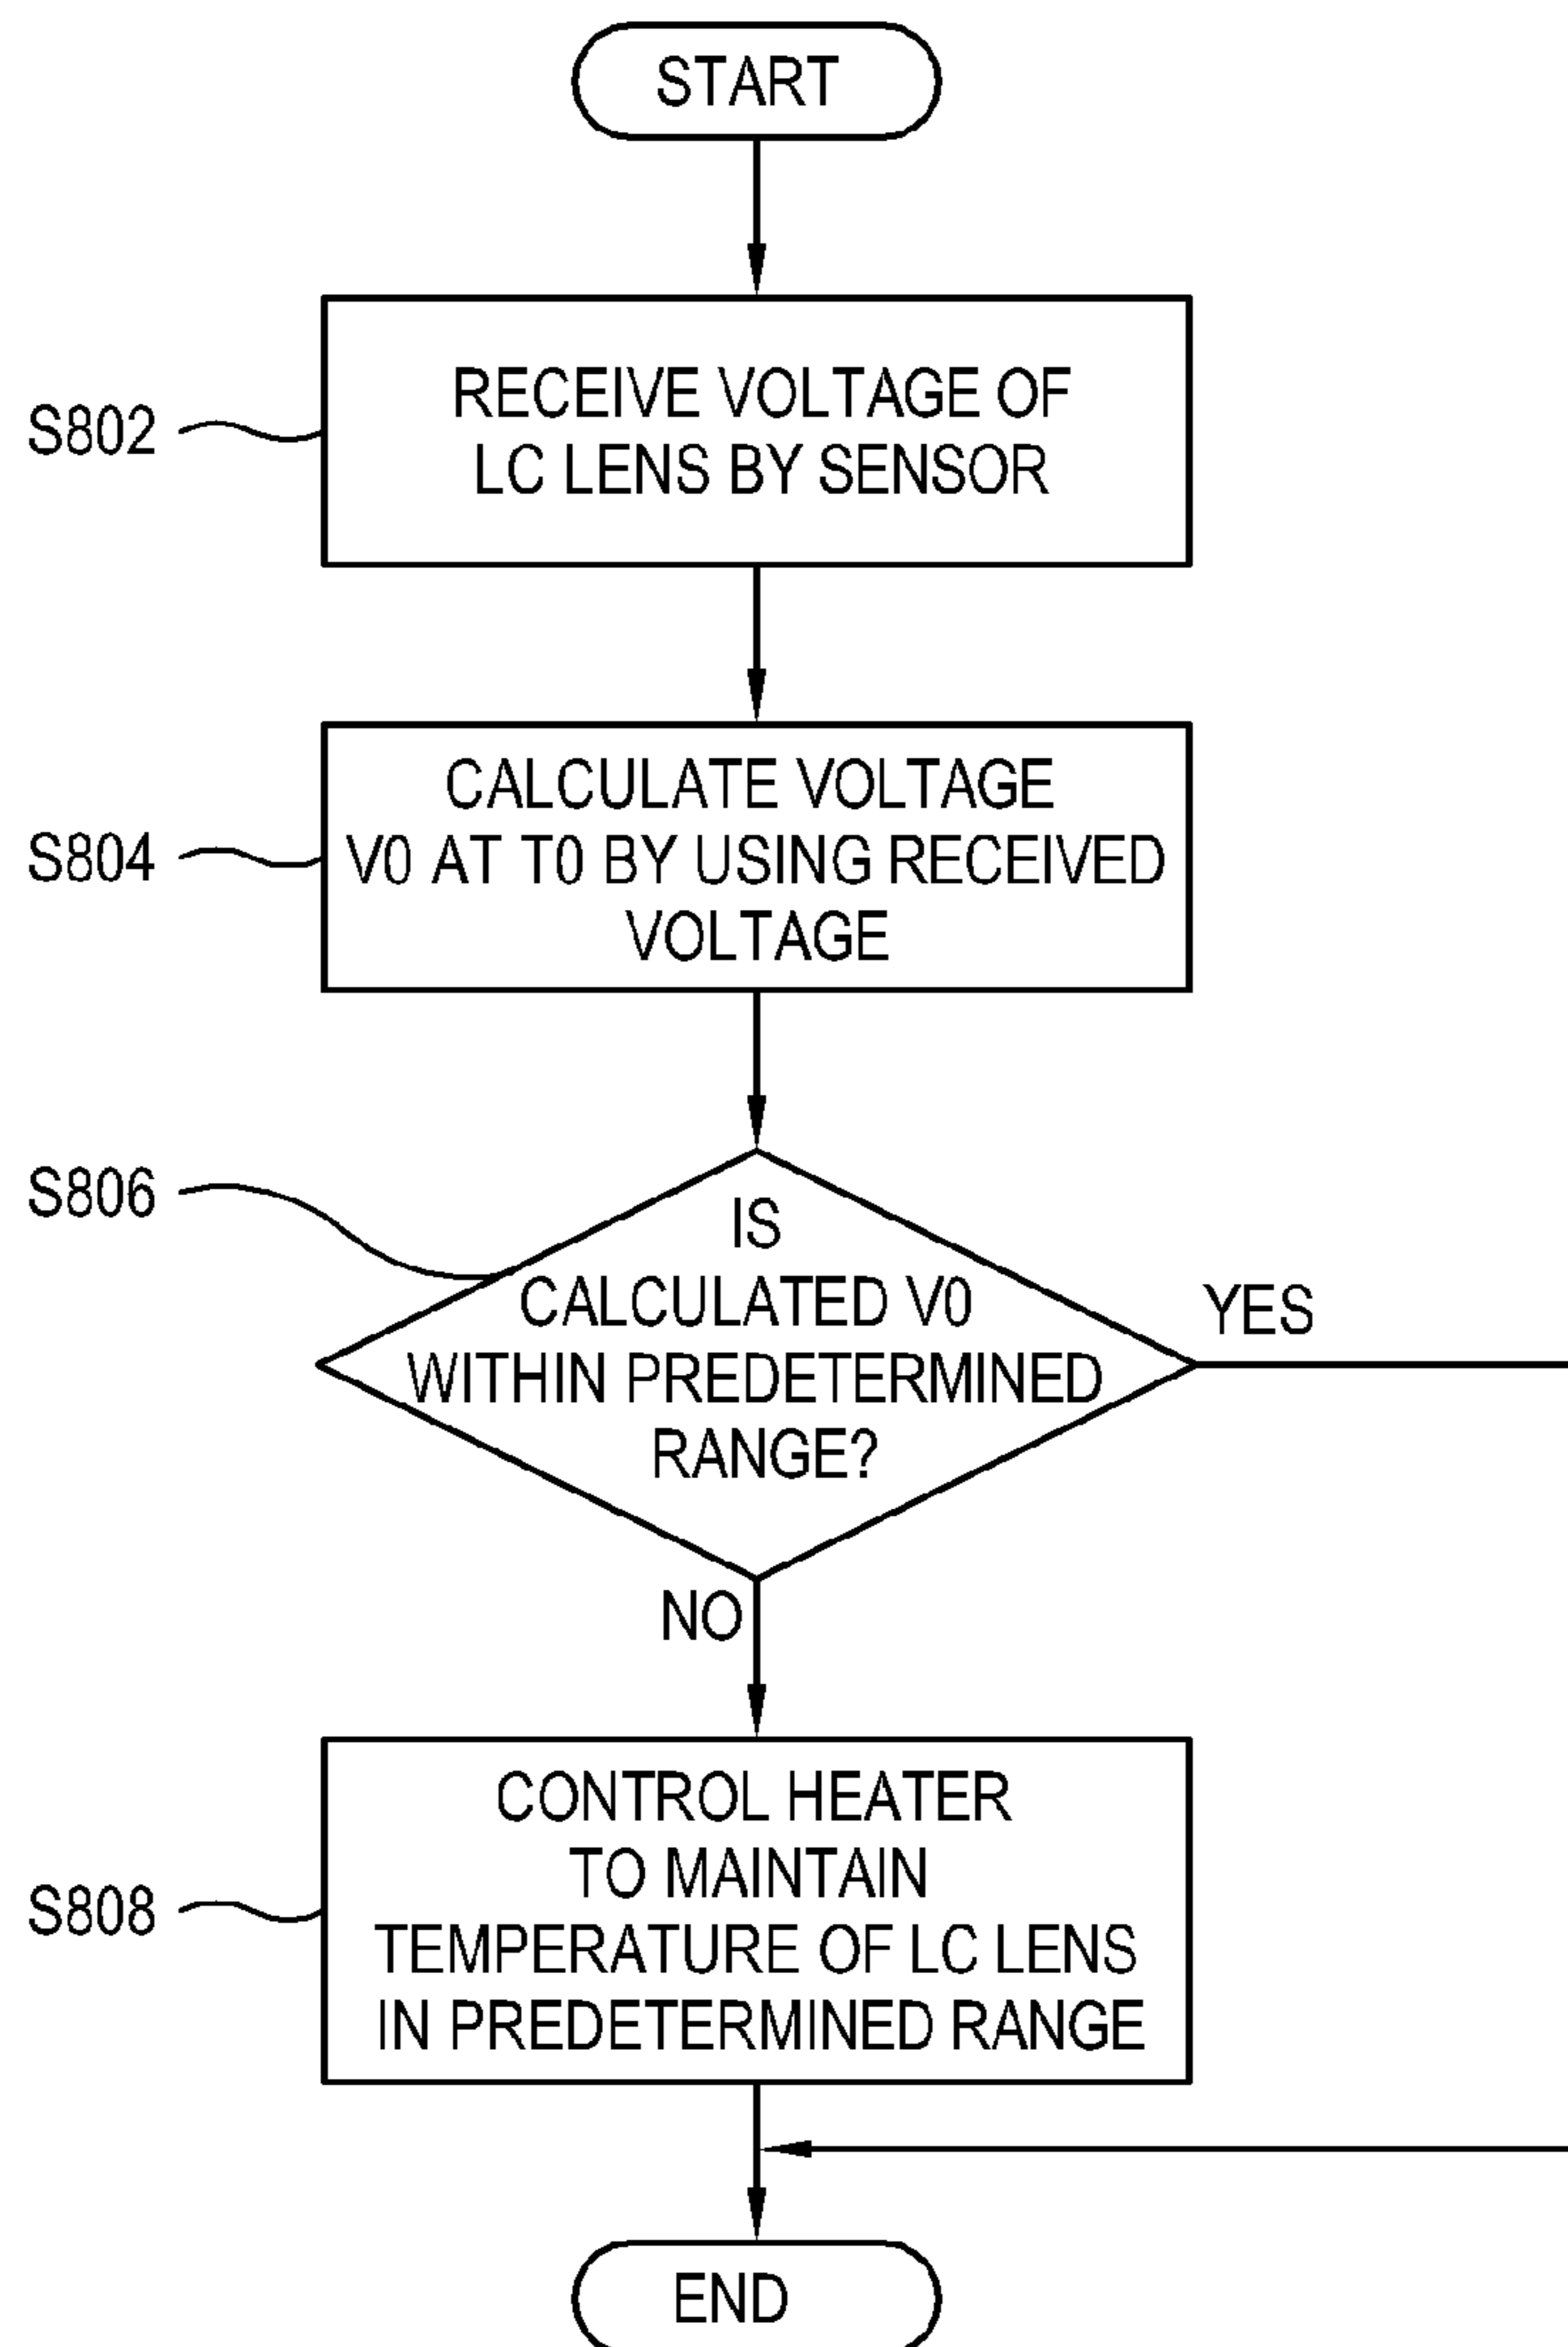 START
S802
RECEIVE VOLTAGE OF
LC LENS BY SENSOR
S804
CALCULATE VOLTAGE
V0 AT T0 BY USING RECEIVED
VOLTAGE
S806
IS
CALCULATED V0
WITHIN PREDETERMINED
RANGE?
YES
NO
S808
CONTROL HEATER
TO MAINTAIN
TEMPERATURE OF LC LENS
IN PREDETERMINED RANGE
END